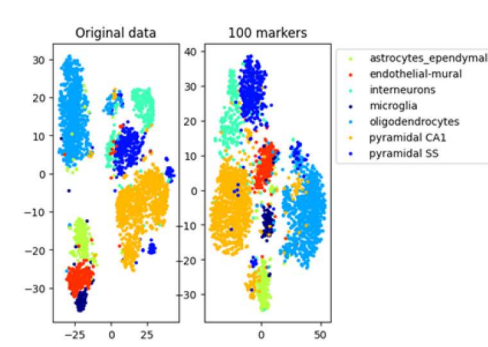 Original data
100 markers
30
20
10
0
−10
−20
−30
−25
0
25
40
30
20
10
0
−10
−20
−30
0
50
astrocytes_ependymal
endothelial-mural
interneurons
microglia
oligodendrocytes
pyramidal CA1
pyramidal SS